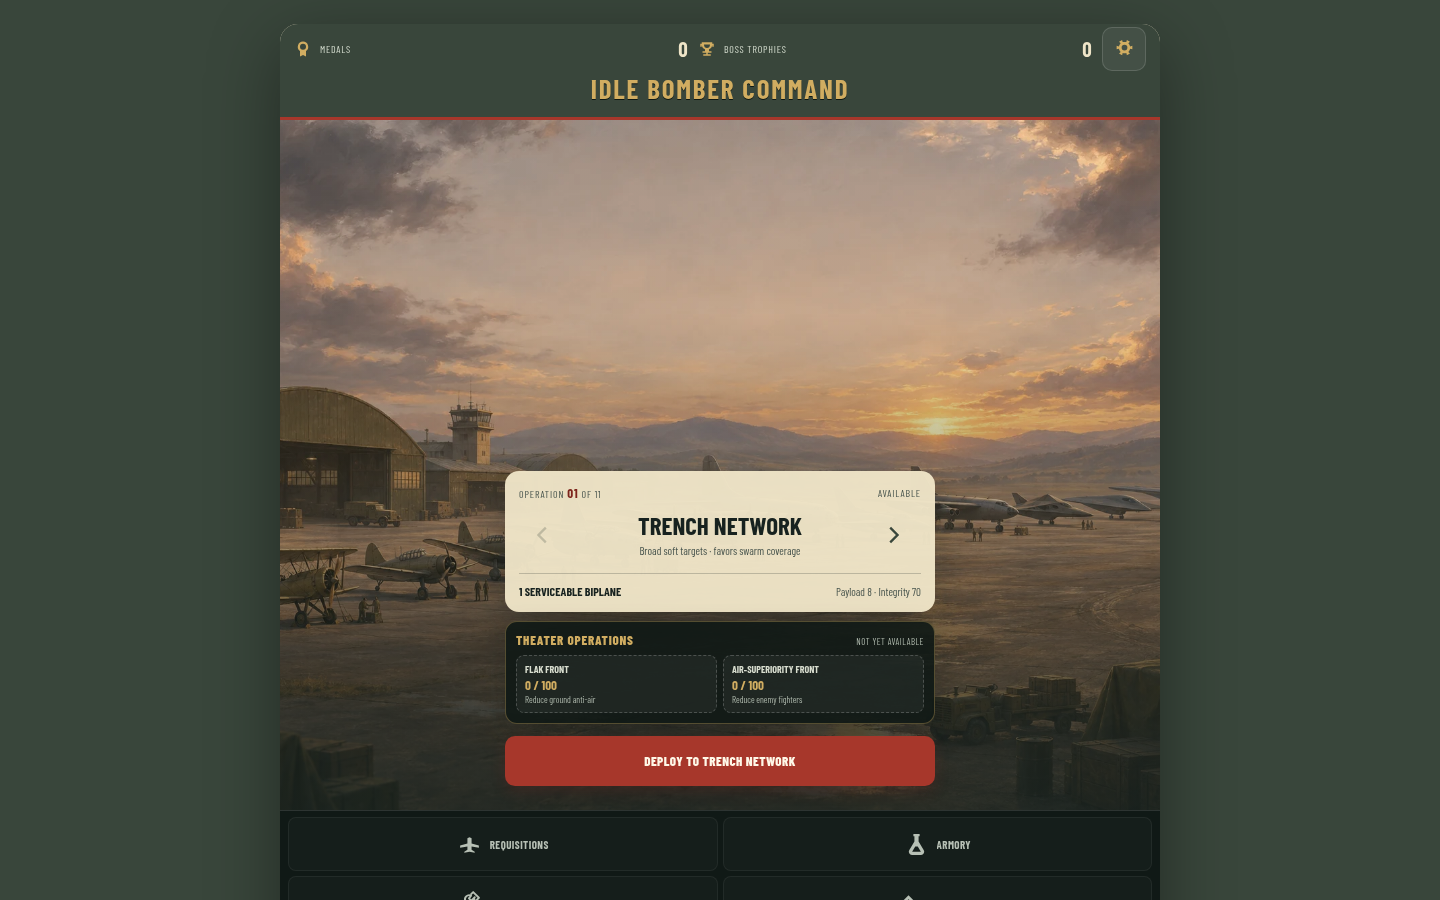 MEDALS
0
BOSS TROPHIES
0
IDLE BOMBER COMMAND
OPERATION 01 OF 11
AVAILABLE
TRENCH NETWORK
Broad soft targets · favors swarm coverage
1 SERVICEABLE BIPLANE
Payload 8 · Integrity 70
THEATER OPERATIONS
NOT YET AVAILABLE
FLAK FRONT
0 / 100
Reduce ground anti-air
AIR-SUPERIORITY FRONT
0 / 100
Reduce enemy fighters
DEPLOY TO TRENCH NETWORK
REQUISITIONS
ARMORY